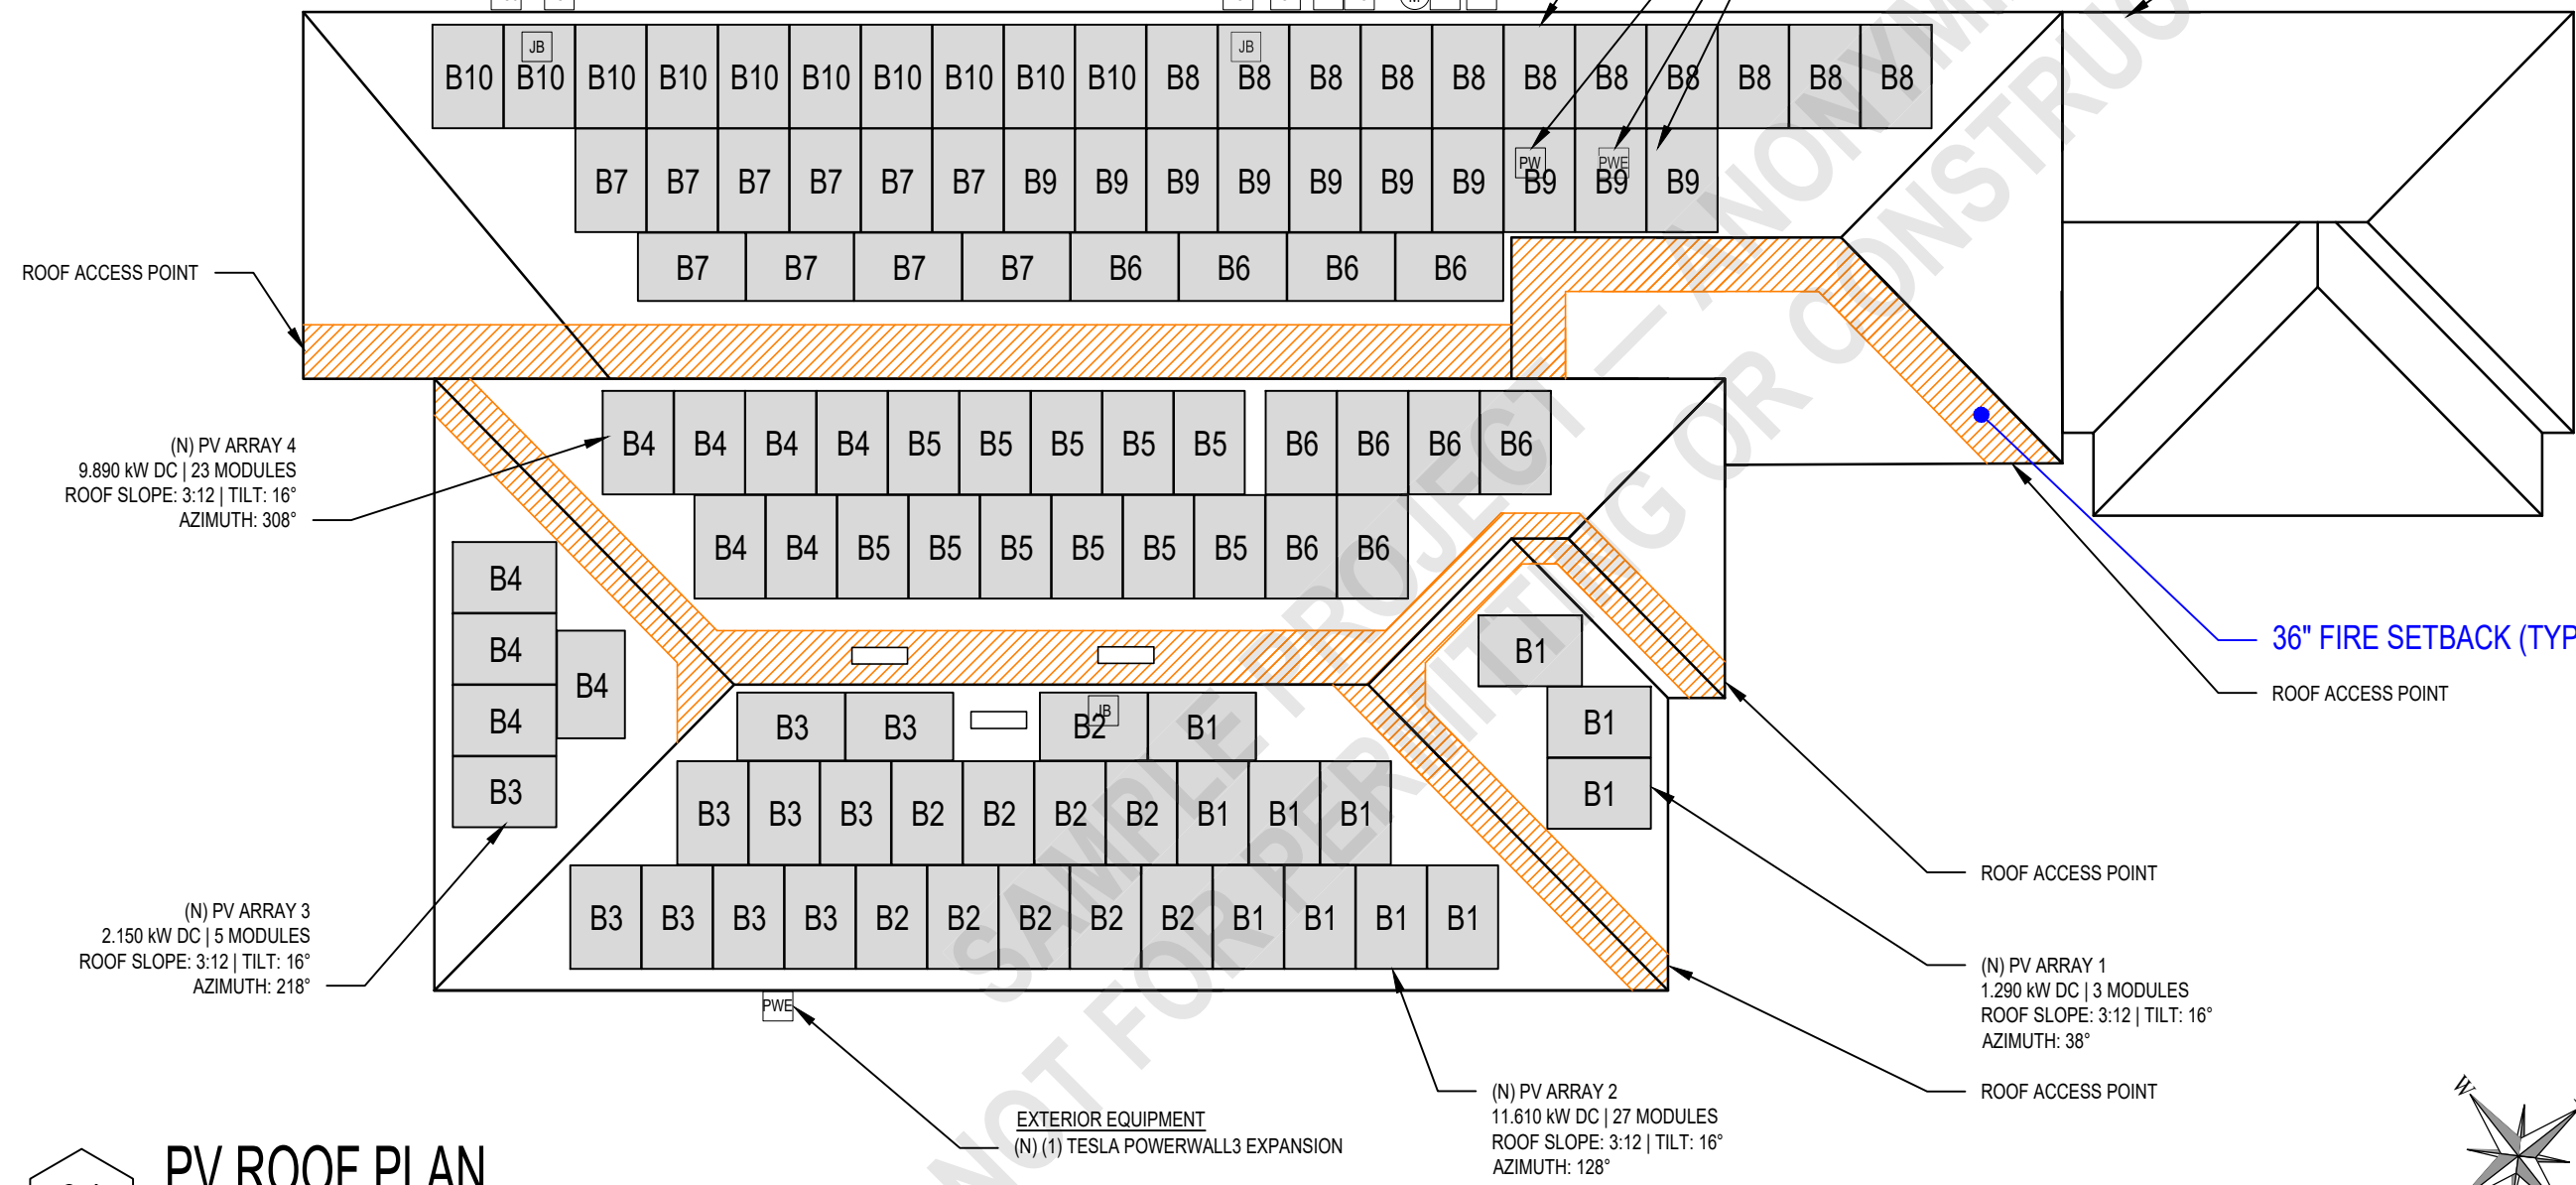 JB JB
B10 B10 B10 B10 B10 B10 B10 B10 B10 B10 B8 B8 B8 B8 B8 B8 B8 B8 B8 B8 B8
PW PWE
B7 B7 B7 B7 B7 B7 B9 B9 B9 B9 B9 B9 B9 B9 B9 B9
B7 B7 B7 B7 B6 B6 B6 B6
ROOF ACCESS POINT
B4 B4 B4 B4 B5 B5 B5 B5 B5 B6 B6 B6 B6
(N) PV ARRAY 4
9.890 kW DC | 23 MODULES
ROOF SLOPE: 3:12 | TILT: 16°
AZIMUTH: 308°
B4 B4 B5 B5 B5 B5 B5 B5 B6 B6
B4
B4
B4
B4
B3
36" FIRE SETBACK (TYP
ROOF ACCESS POINT
B1
B1
B1
JB
B3 B3 B2 B1
B3 B3 B3 B2 B2 B2 B2 B1 B1 B1
B3 B3 B3 B3 B2 B2 B2 B2 B2 B1 B1 B1 B1
ROOF ACCESS POINT
(N) PV ARRAY 3
2.150 kW DC | 5 MODULES
ROOF SLOPE: 3:12 | TILT: 16°
AZIMUTH: 218°
(N) PV ARRAY 1
1.290 kW DC | 3 MODULES
ROOF SLOPE: 3:12 | TILT: 16°
AZIMUTH: 38°
PWE
ROOF ACCESS POINT
(N) PV ARRAY 2
11.610 kW DC | 27 MODULES
ROOF SLOPE: 3:12 | TILT: 16°
AZIMUTH: 128°
EXTERIOR EQUIPMENT
(N) (1) TESLA POWERWALL3 EXPANSION
W
PV ROOF PLAN
SAMPLE PROJECT — ANONYM
NOT FOR PERMITTING OR CONSTRUC